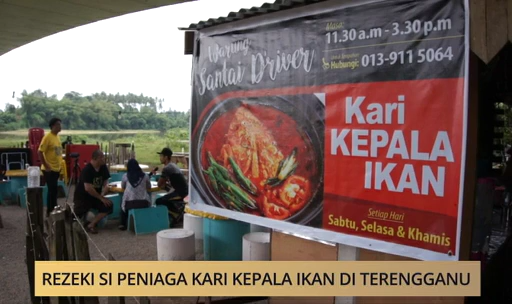 Warung
Santai Driver
11.30 a.m - 3.30 p.m
Hubungi: 013-911 5064
Kari
KEPALA
IKAN
Setiap Hari
Sabtu, Selasa & Khamis
REZEKI SI PENIAGA KARI KEPALA IKAN DI TERENGGANU